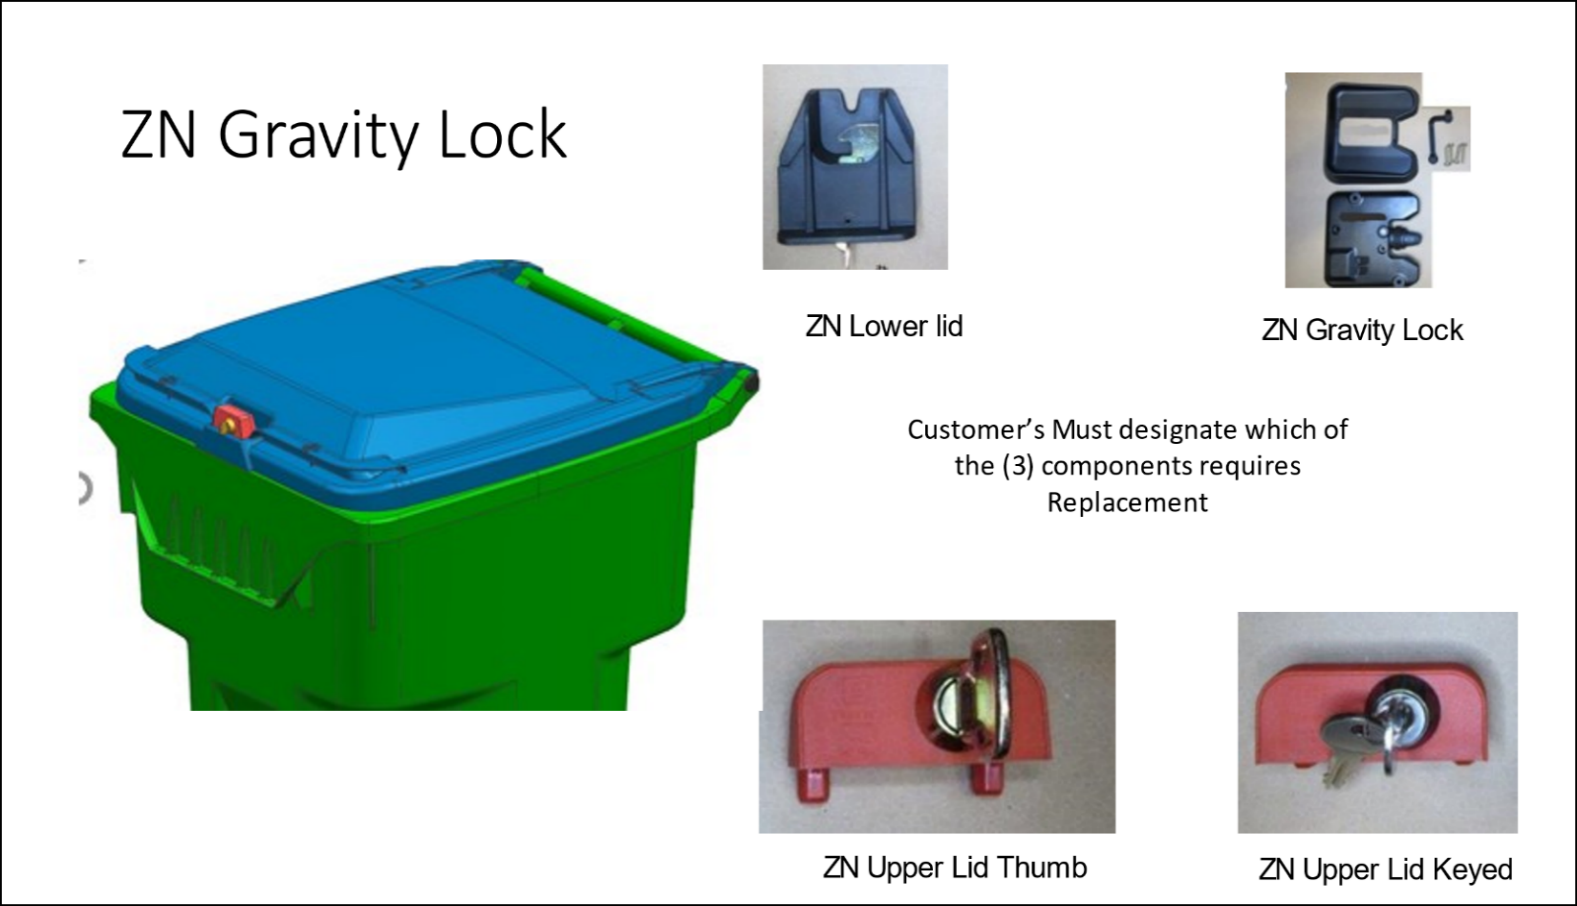 ZN Gravity Lock
ZN Lower lid
ZN Gravity Lock
Customer’s Must designate which of
the (3) components requires
Replacement
ZN Upper Lid Thumb
ZN Upper Lid Keyed